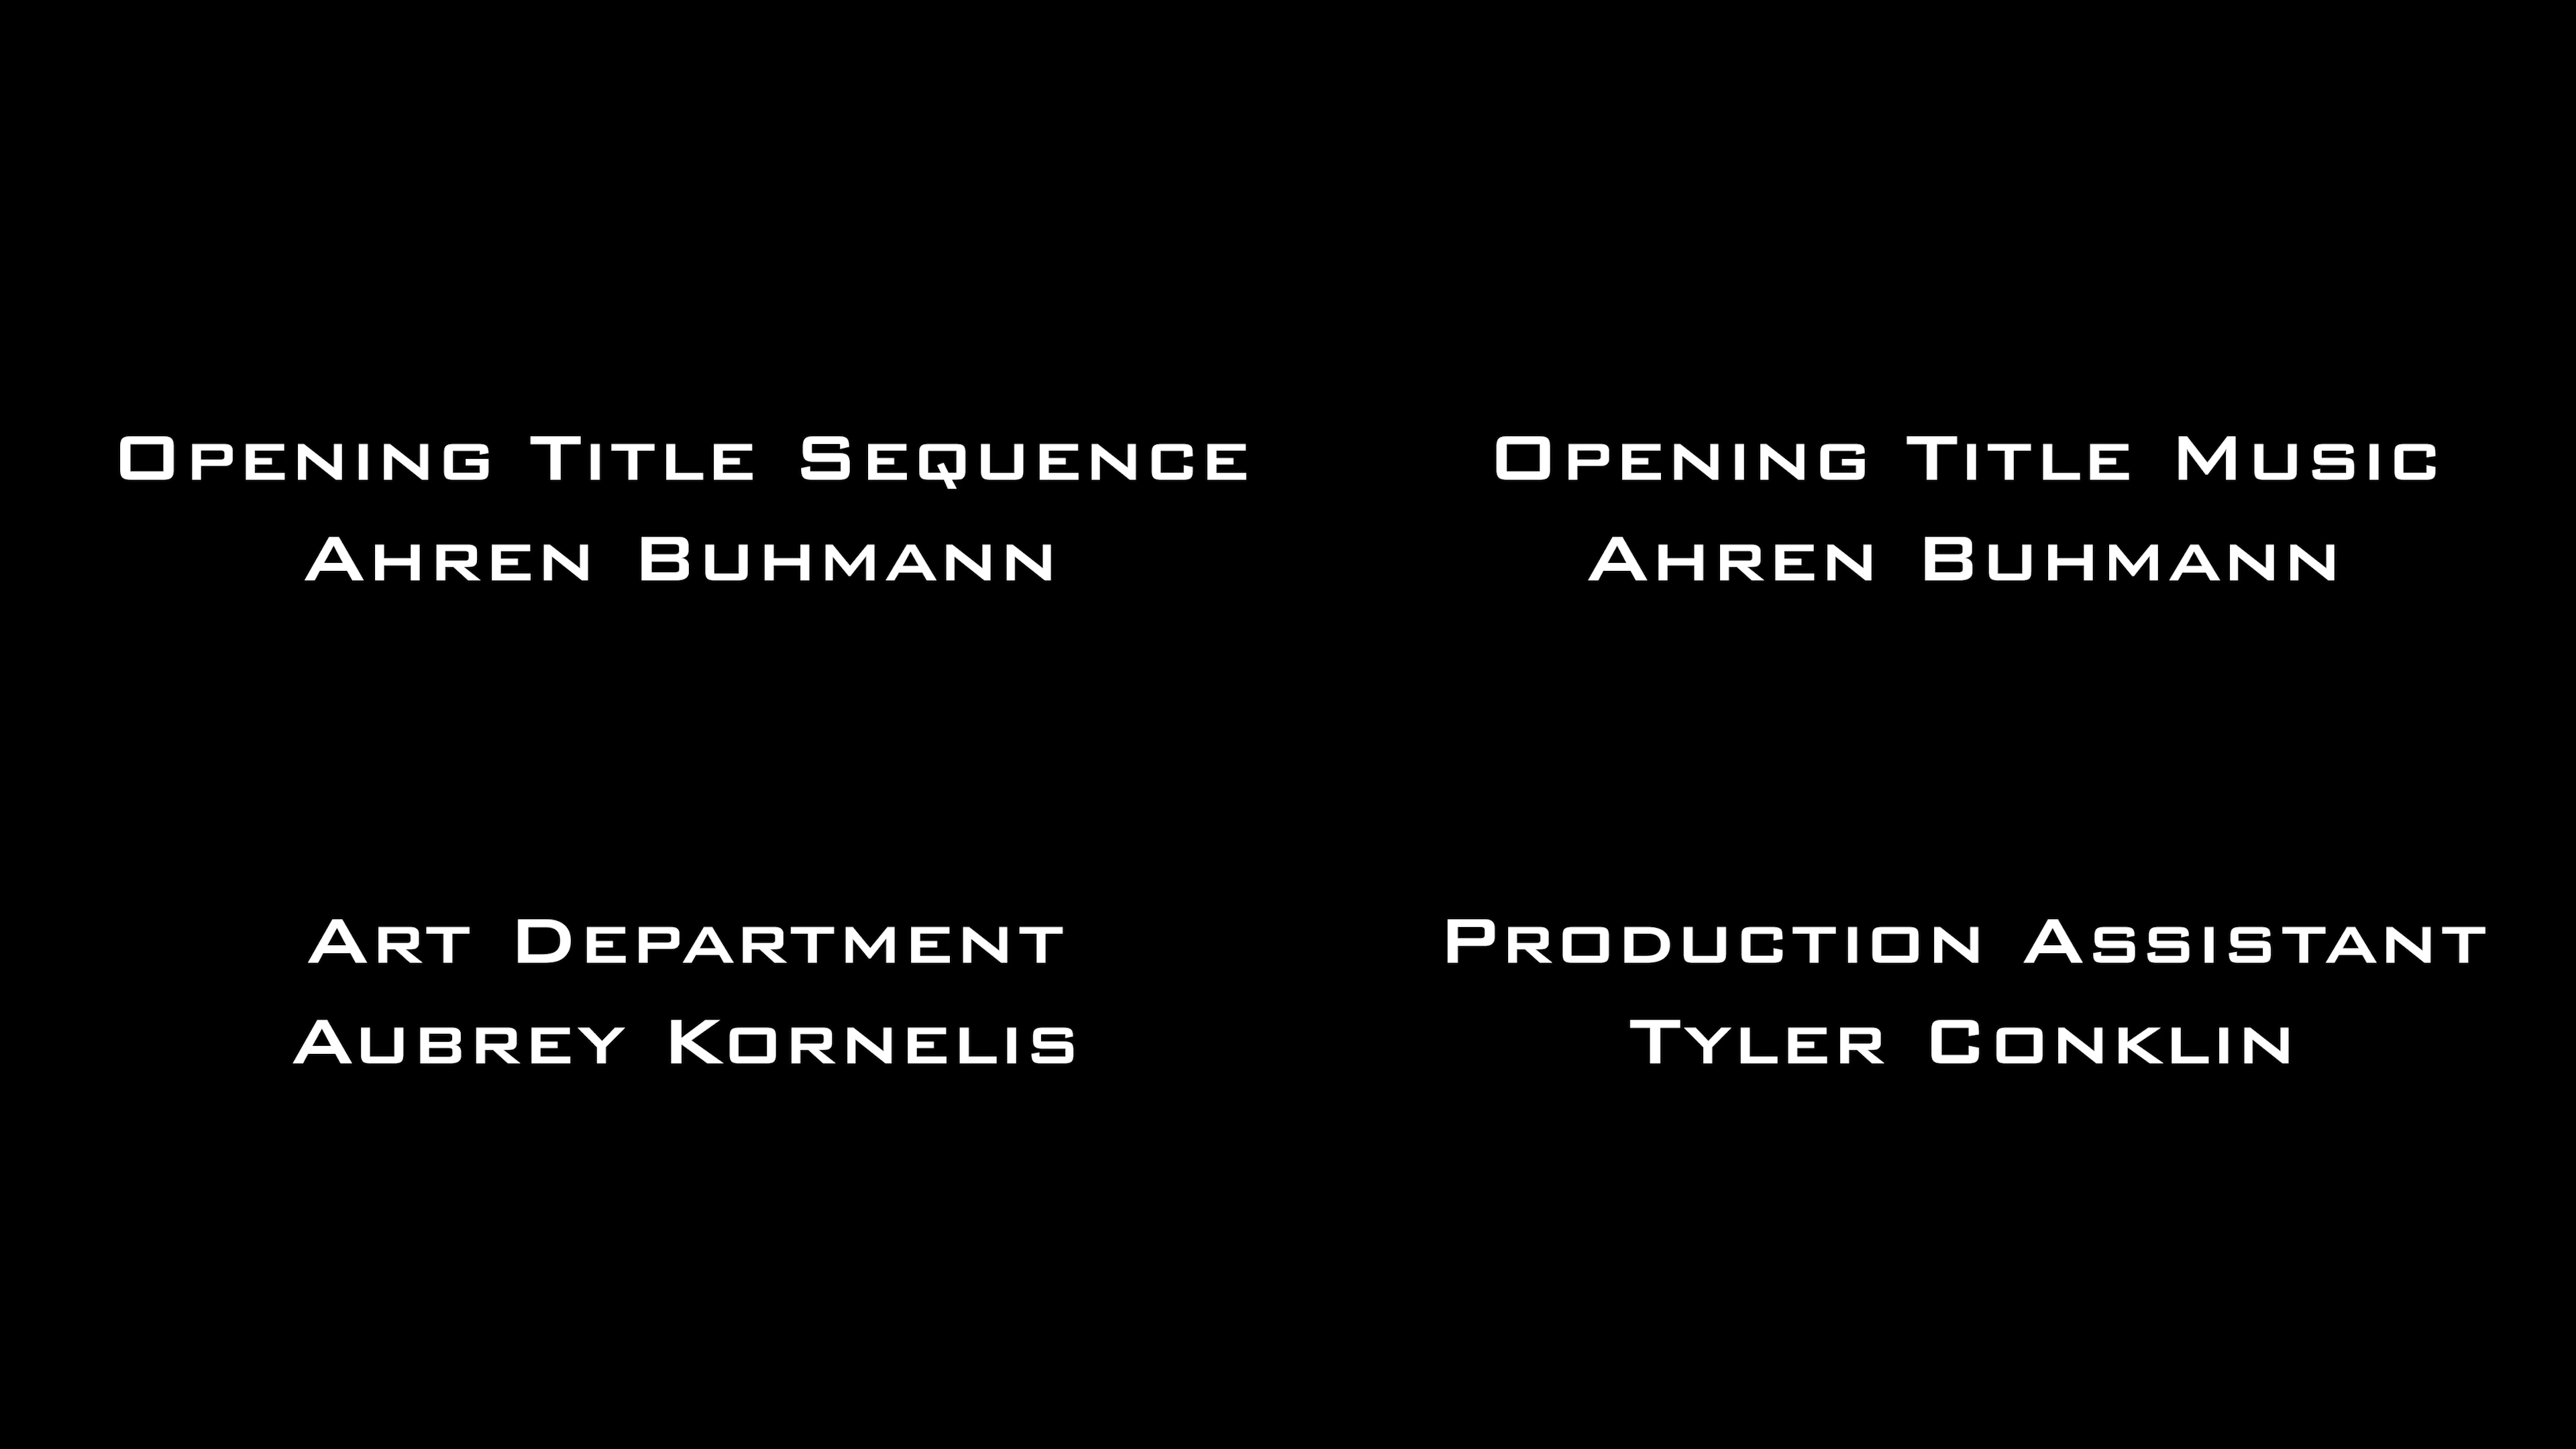 Opening Title Sequence
Ahren Buhmann
Opening Title Music
Ahren Buhmann
Art Department
Aubrey Kornelis
Production Assistant
Tyler Conklin